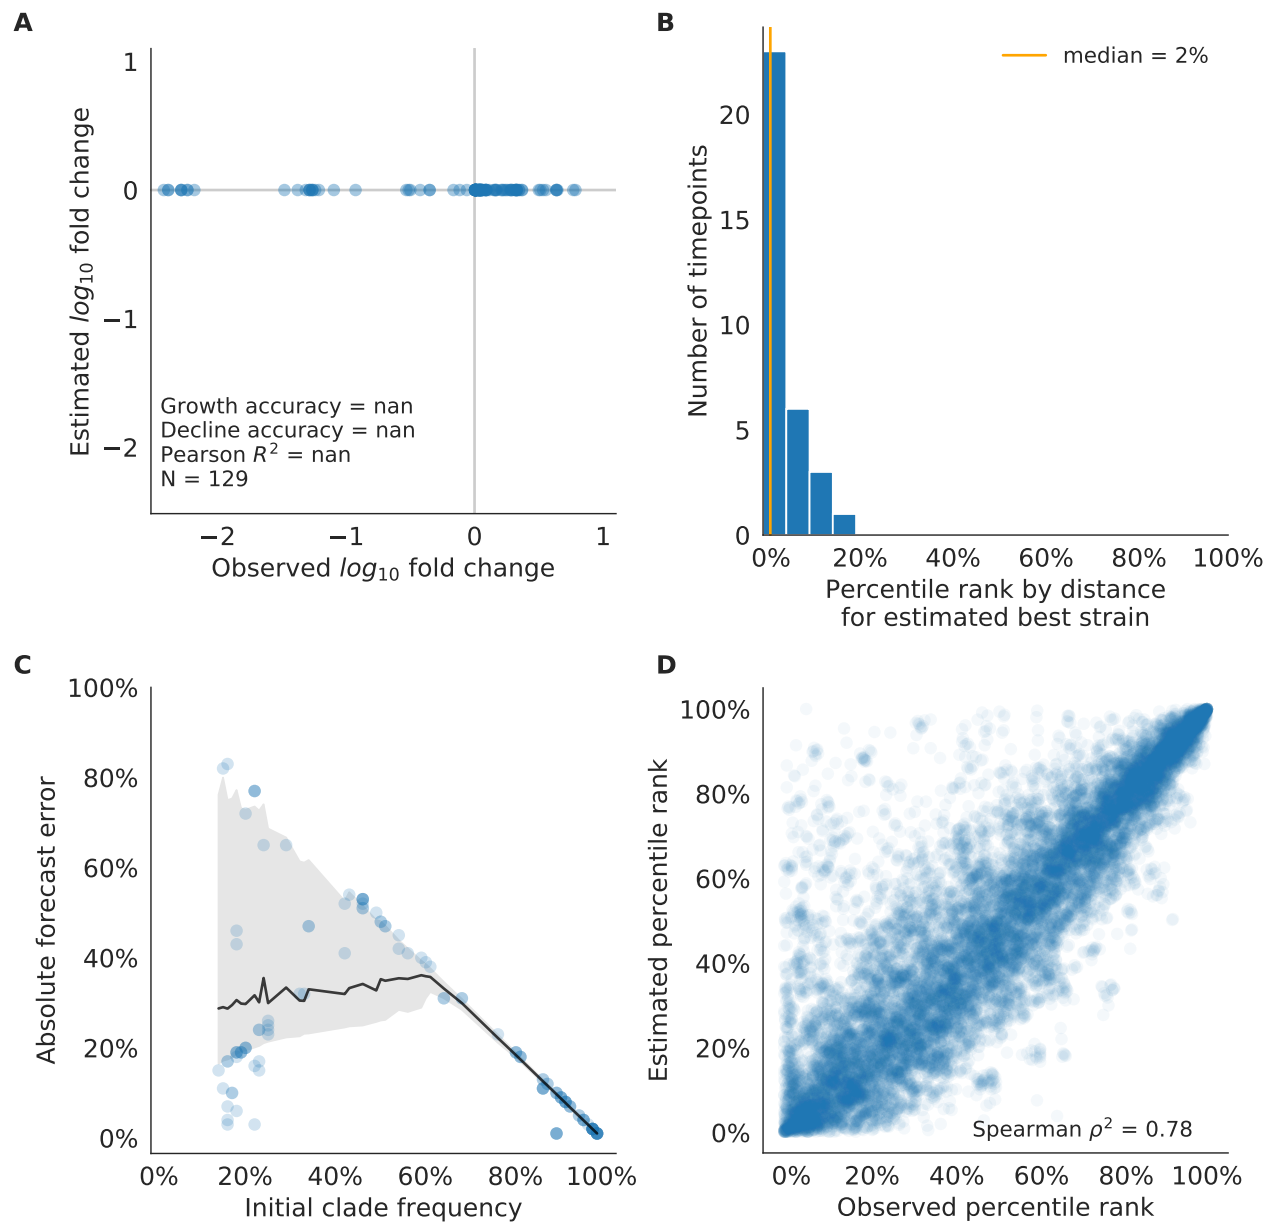 A
1
0
−1
−2
Estimated log10 fold change
Growth accuracy = nan
Decline accuracy = nan
Pearson R² = nan
N = 129
−2 −1 0 1
Observed log10 fold change
B
median = 2%
20
15
10
5
0
Number of timepoints
0% 20% 40% 60% 80% 100%
Percentile rank by distance
for estimated best strain
C
100%
80%
60%
40%
20%
0%
Absolute forecast error
0% 20% 40% 60% 80% 100%
Initial clade frequency
D
100%
80%
60%
40%
20%
0%
Estimated percentile rank
Spearman ρ² = 0.78
0% 20% 40% 60% 80% 100%
Observed percentile rank